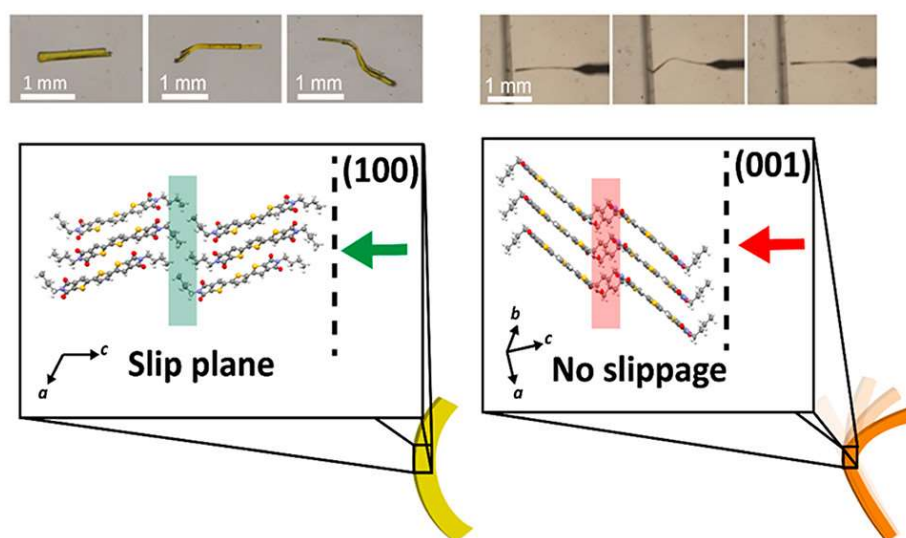 1 mm
1 mm
1 mm
1 mm
(100)
c
a
Slip plane
(001)
b
c
a
No slippage